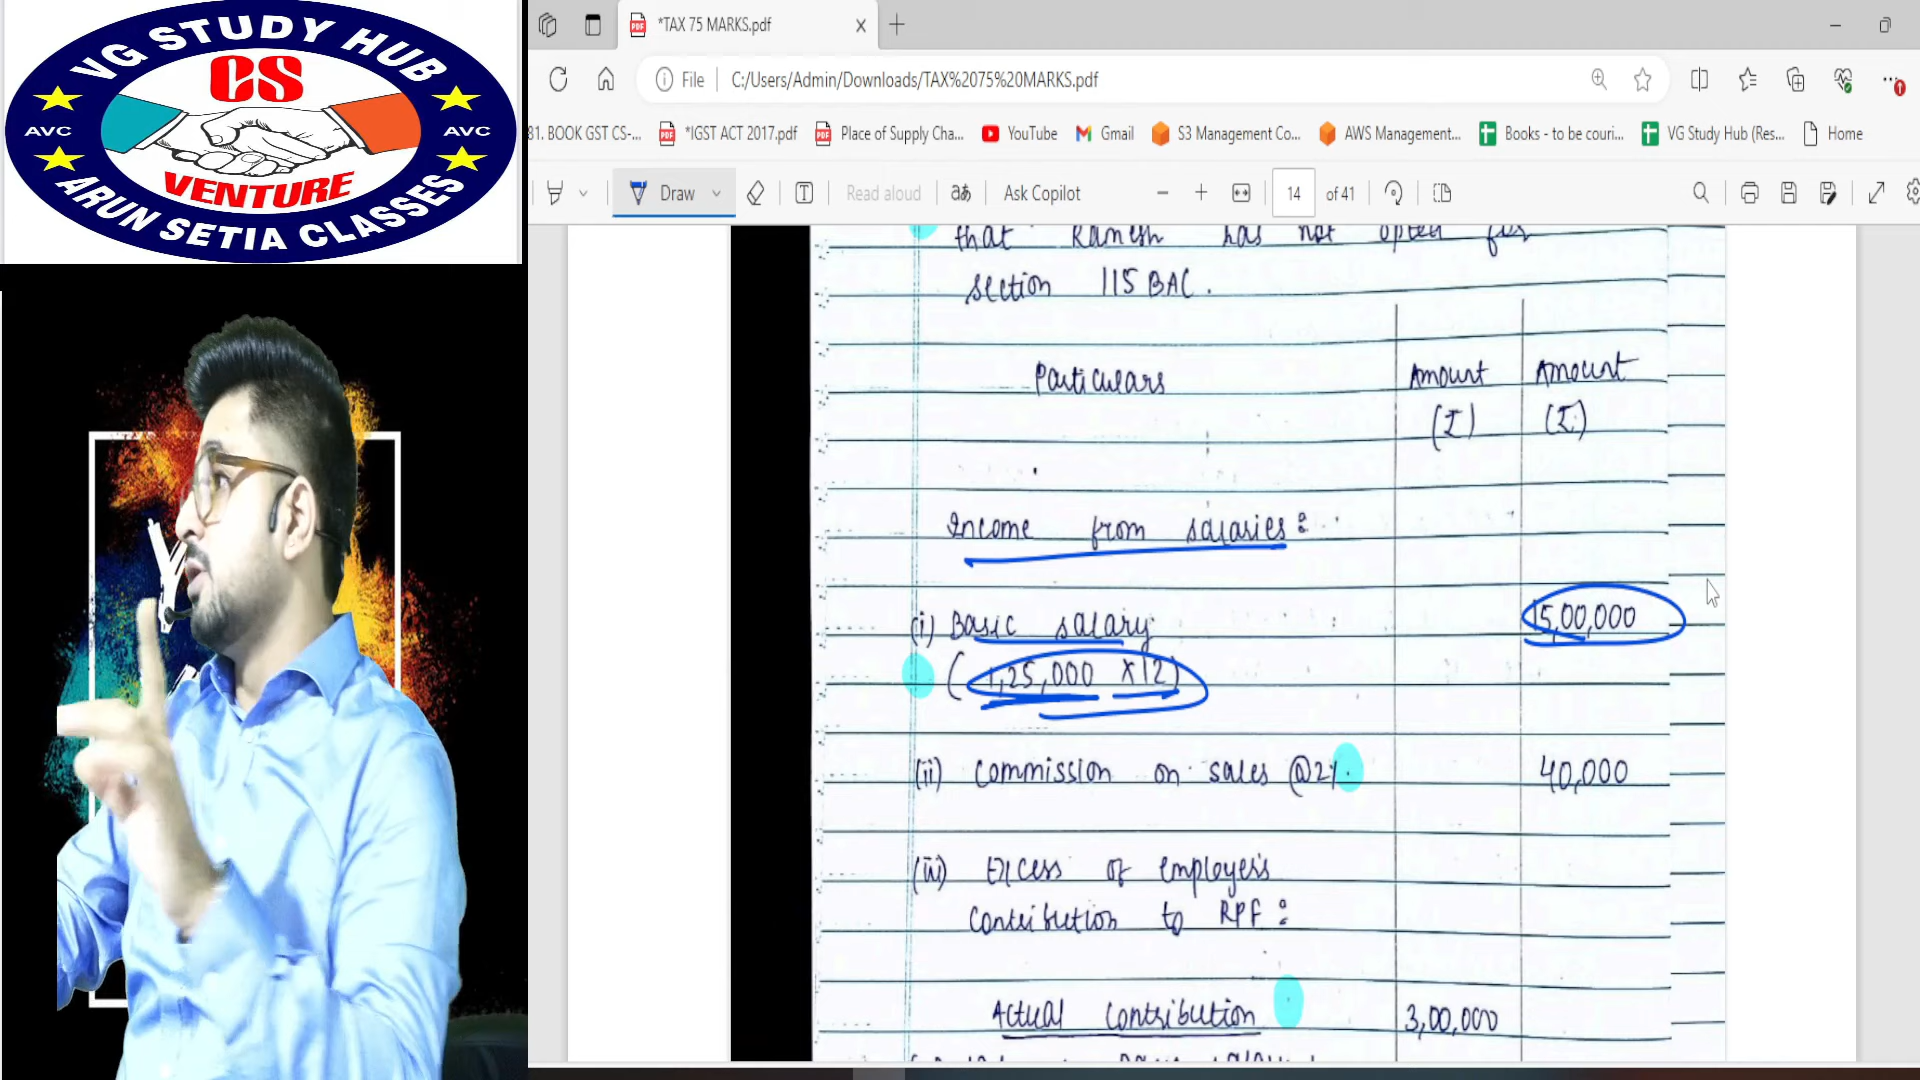 VG STUDY HUB
CS
AVC
AVC
VENTURE
ARUN SETIA CLASSES
*TAX 75 MARKS.pdf
File
C:/Users/Admin/Downloads/TAX%2075%20MARKS.pdf
31. BOOK GST CS-...
*IGST ACT 2017.pdf
Place of Supply Cha...
YouTube
Gmail
S3 Management Co...
AWS Management...
Books - to be couri...
VG Study Hub (Res...
Home
Draw
Read aloud
Ask Copilot
14
of 41
that Ramesh has not opted for
section 115 BAC.
Particulars
Amount
Amount
(₹)
(₹)
Income from salaries:
(i) Basic salary
15,00,000
(1,25,000 X12)
(ii) Commission on sales @2%.
40,000
(iii) Excess of employer's
Contribution to RPF:
Actual Contribution
3,00,000